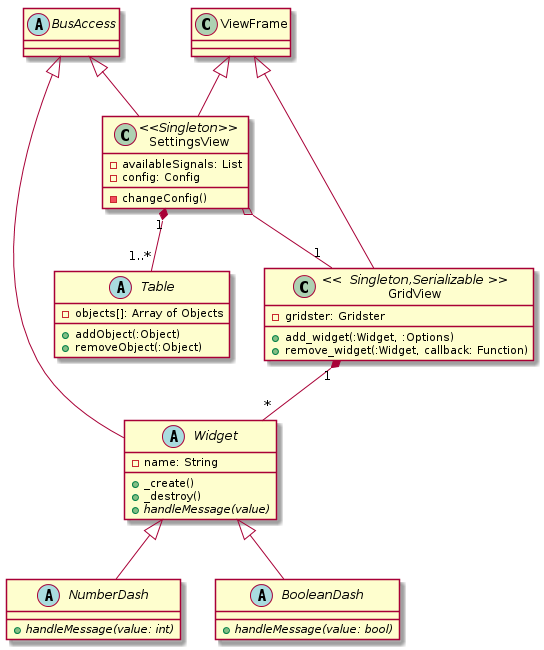 A BusAccess
C ViewFrame
C <<Singleton>>
SettingsView
availableSignals: List
config: Config
changeConfig()
1
1..*
1
A Table
objects[]: Array of Objects
addObject(:Object)
removeObject(:Object)
C << Singleton,Serializable >>
GridView
gridster: Gridster
add_widget(:Widget, :Options)
remove_widget(:Widget, callback: Function)
1
*
A Widget
name: String
_create()
_destroy()
handleMessage(value)
A NumberDash
handleMessage(value: int)
A BooleanDash
handleMessage(value: bool)